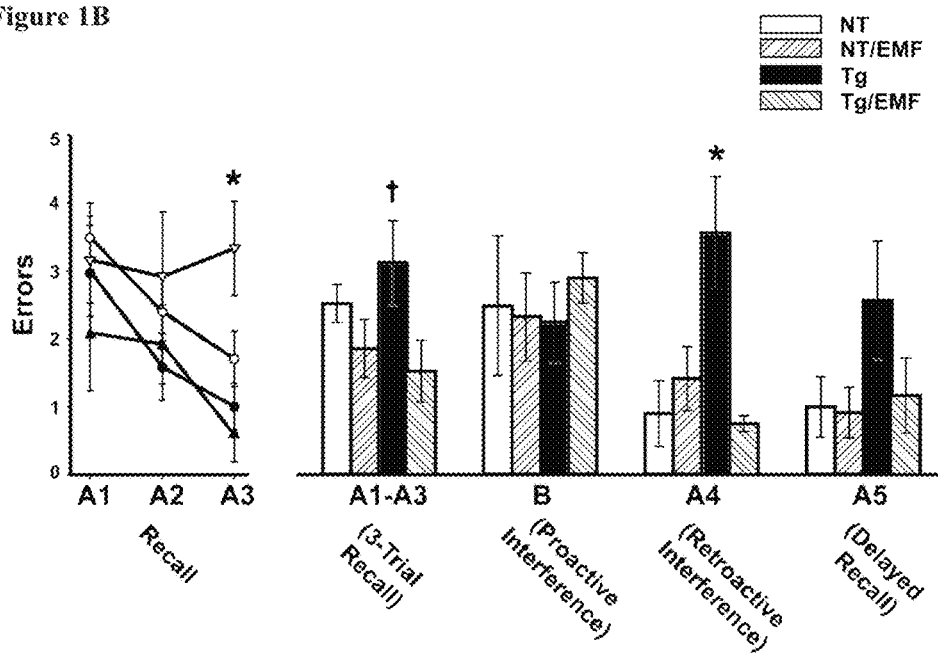 Figure 1B
NT
NT/EMF
Tg
Tg/EMF
5
4
3
2
1
0
Errors
*
†
*
A1 A2 A3
A1-A3
B
A4
A5
Recall
(3-Trial
Recall)
(Proactive
Interference)
(Retroactive
Interference)
(Delayed
Recall)